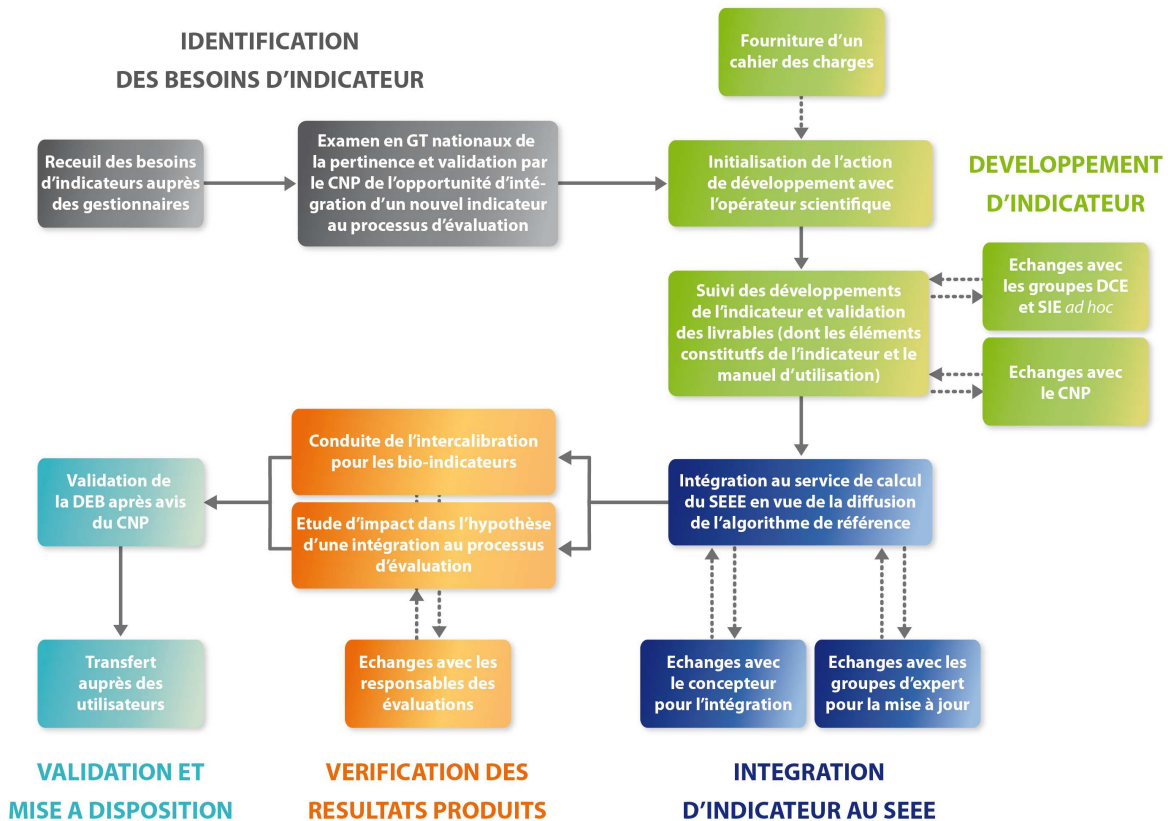 IDENTIFICATION
DES BESOINS D'INDICATEUR
Fourniture d'un
cahier des charges
Receuil des besoins
d'indicateurs auprès
des gestionnaires
Examen en GT nationaux de
la pertinence et validation par
le CNP de l'opportunité d'inté-
gration d'un nouvel indicateur
au processus d'évaluation
Initialisation de l'action
de développement avec
l'opérateur scientifique
DEVELOPPEMENT
D'INDICATEUR
Suivi des développements
de l'indicateur et validation
des livrables (dont les éléments
constitutfs de l'indicateur et le
manuel d'utilisation)
Echanges avec
les groupes DCE
et SIE ad hoc
Echanges avec
le CNP
Conduite de l'intercalibration
pour les bio-indicateurs
Validation de
la DEB après avis
du CNP
Etude d'impact dans l'hypothèse
d'une intégration au processus
d'évaluation
Intégration au service de calcul
du SEEE en vue de la diffusion
de l'algorithme de référence
Transfert
auprès des
utilisateurs
Echanges avec les
responsables des
évaluations
Echanges avec
le concepteur
pour l'intégration
Echanges avec les
groupes d'expert
pour la mise à jour
VALIDATION ET
MISE A DISPOSITION
VERIFICATION DES
RESULTATS PRODUITS
INTEGRATION
D'INDICATEUR AU SEEE